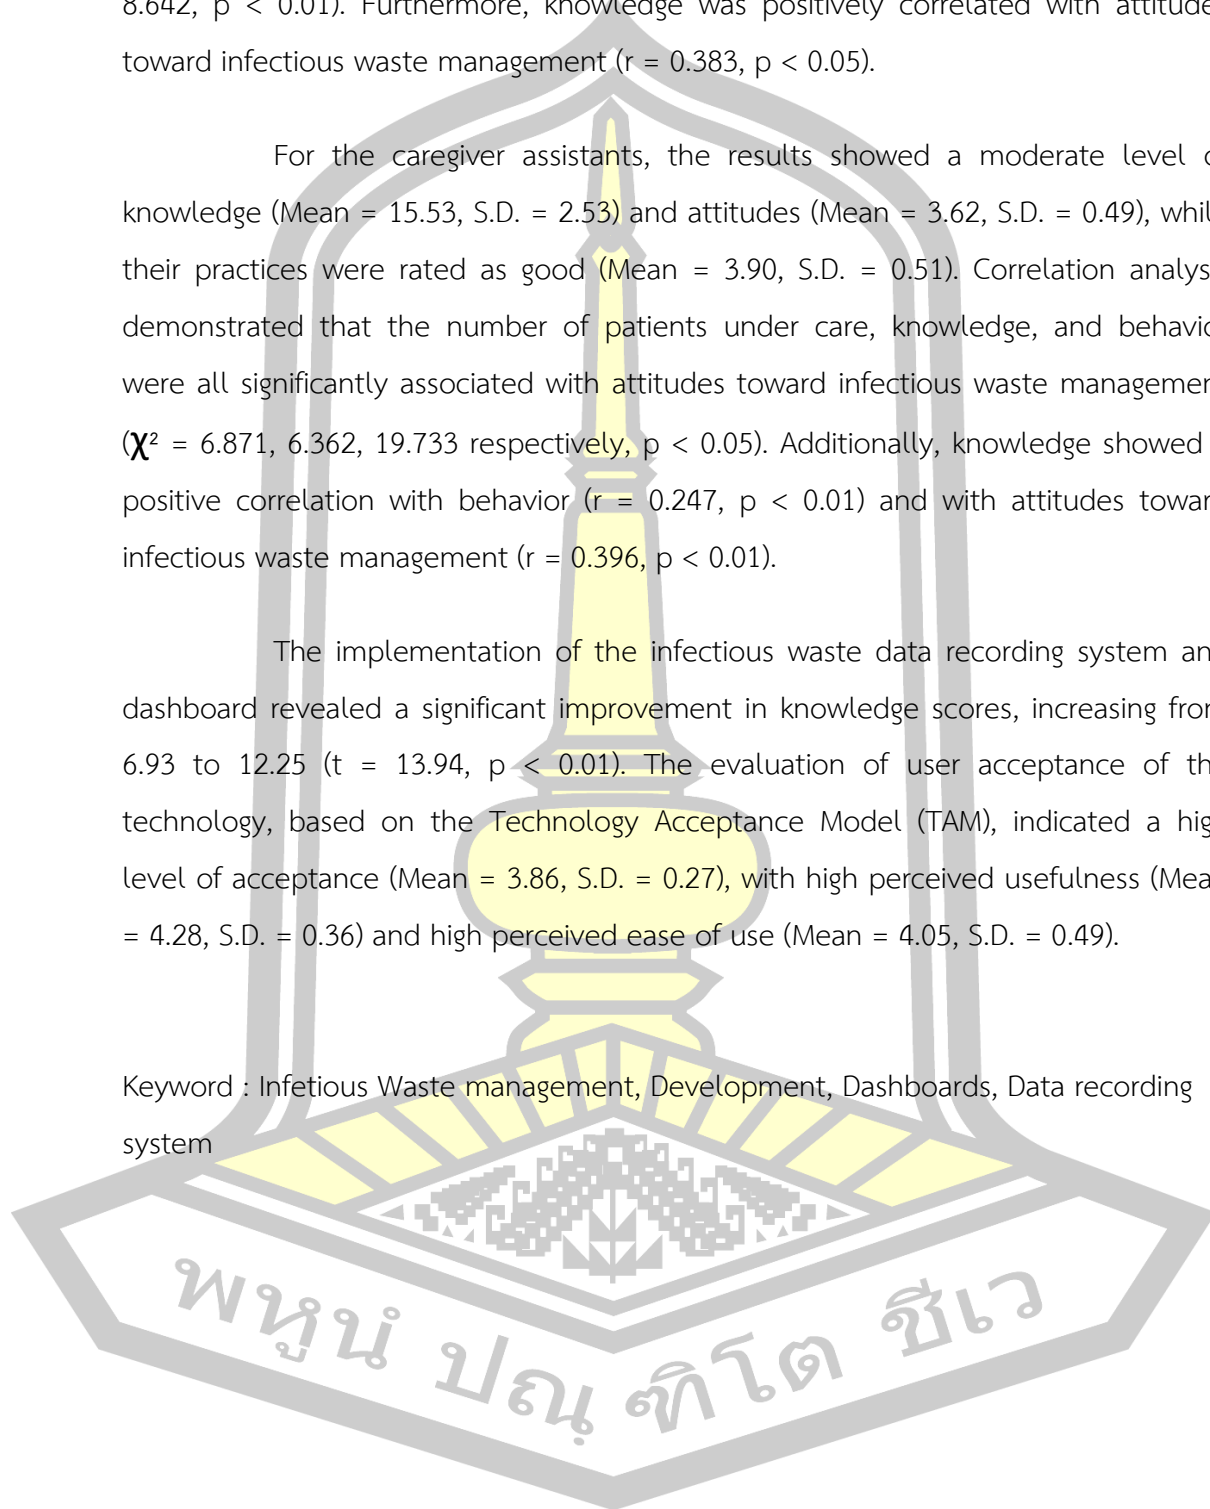 8.642, p < 0.01). Furthermore, knowledge was positively correlated with attitude
toward infectious waste management (r = 0.383, p < 0.05).
For the caregiver assistants, the results showed a moderate level
knowledge (Mean = 15.53, S.D. = 2.53) and attitudes (Mean = 3.62, S.D. = 0.49), whil
their practices were rated as good (Mean = 3.90, S.D. = 0.51). Correlation analys
demonstrated that the number of patients under care, knowledge, and behavio
were all significantly associated with attitudes toward infectious waste managemen
(χ² = 6.871, 6.362, 19.733 respectively, p < 0.05). Additionally, knowledge showed
positive correlation with behavior (r = 0.247, p < 0.01) and with attitudes towar
infectious waste management (r = 0.396, p < 0.01).
The implementation of the infectious waste data recording system an
dashboard revealed a significant improvement in knowledge scores, increasing fro
6.93 to 12.25 (t = 13.94, p < 0.01). The evaluation of user acceptance of th
technology, based on the Technology Acceptance Model (TAM), indicated a hig
level of acceptance (Mean = 3.86, S.D. = 0.27), with high perceived usefulness (Mea
= 4.28, S.D. = 0.36) and high perceived ease of use (Mean = 4.05, S.D. = 0.49).
Keyword : Infetious Waste management, Development, Dashboards, Data recording
system
พหูนํ ปณฺฑิโต ชีเว